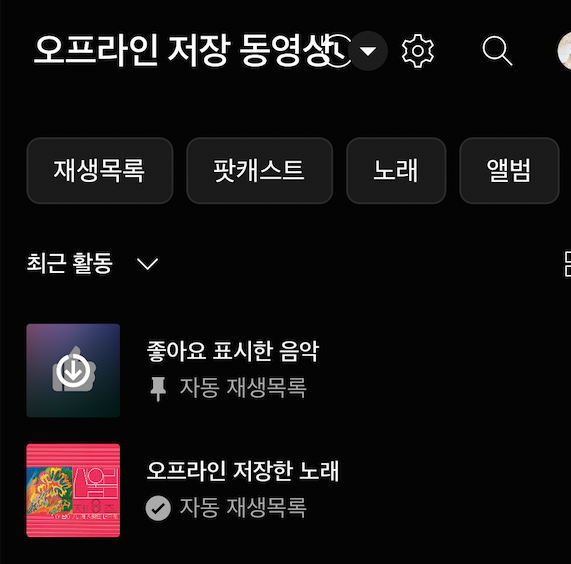 오프라인 저장 동영상
재생목록 팟캐스트 노래 앨범
최근 활동
좋아요 표시한 음악
자동 재생목록
오프라인 저장한 노래
자동 재생목록